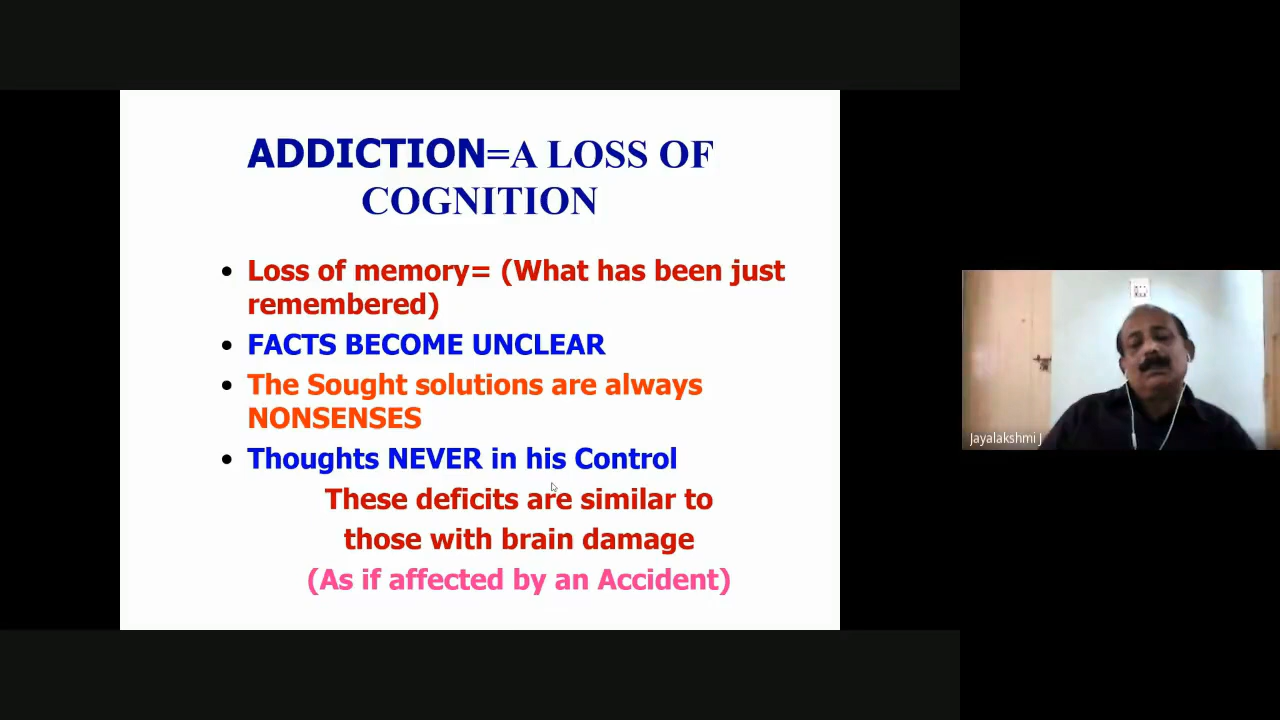 ADDICTION=A LOSS OF
COGNITION
• Loss of memory= (What has been just
remembered)
• FACTS BECOME UNCLEAR
• The Sought solutions are always
NONSENSES
• Thoughts NEVER in his Control
These deficits are similar to
those with brain damage
(As if affected by an Accident)
Jayalakshmi J